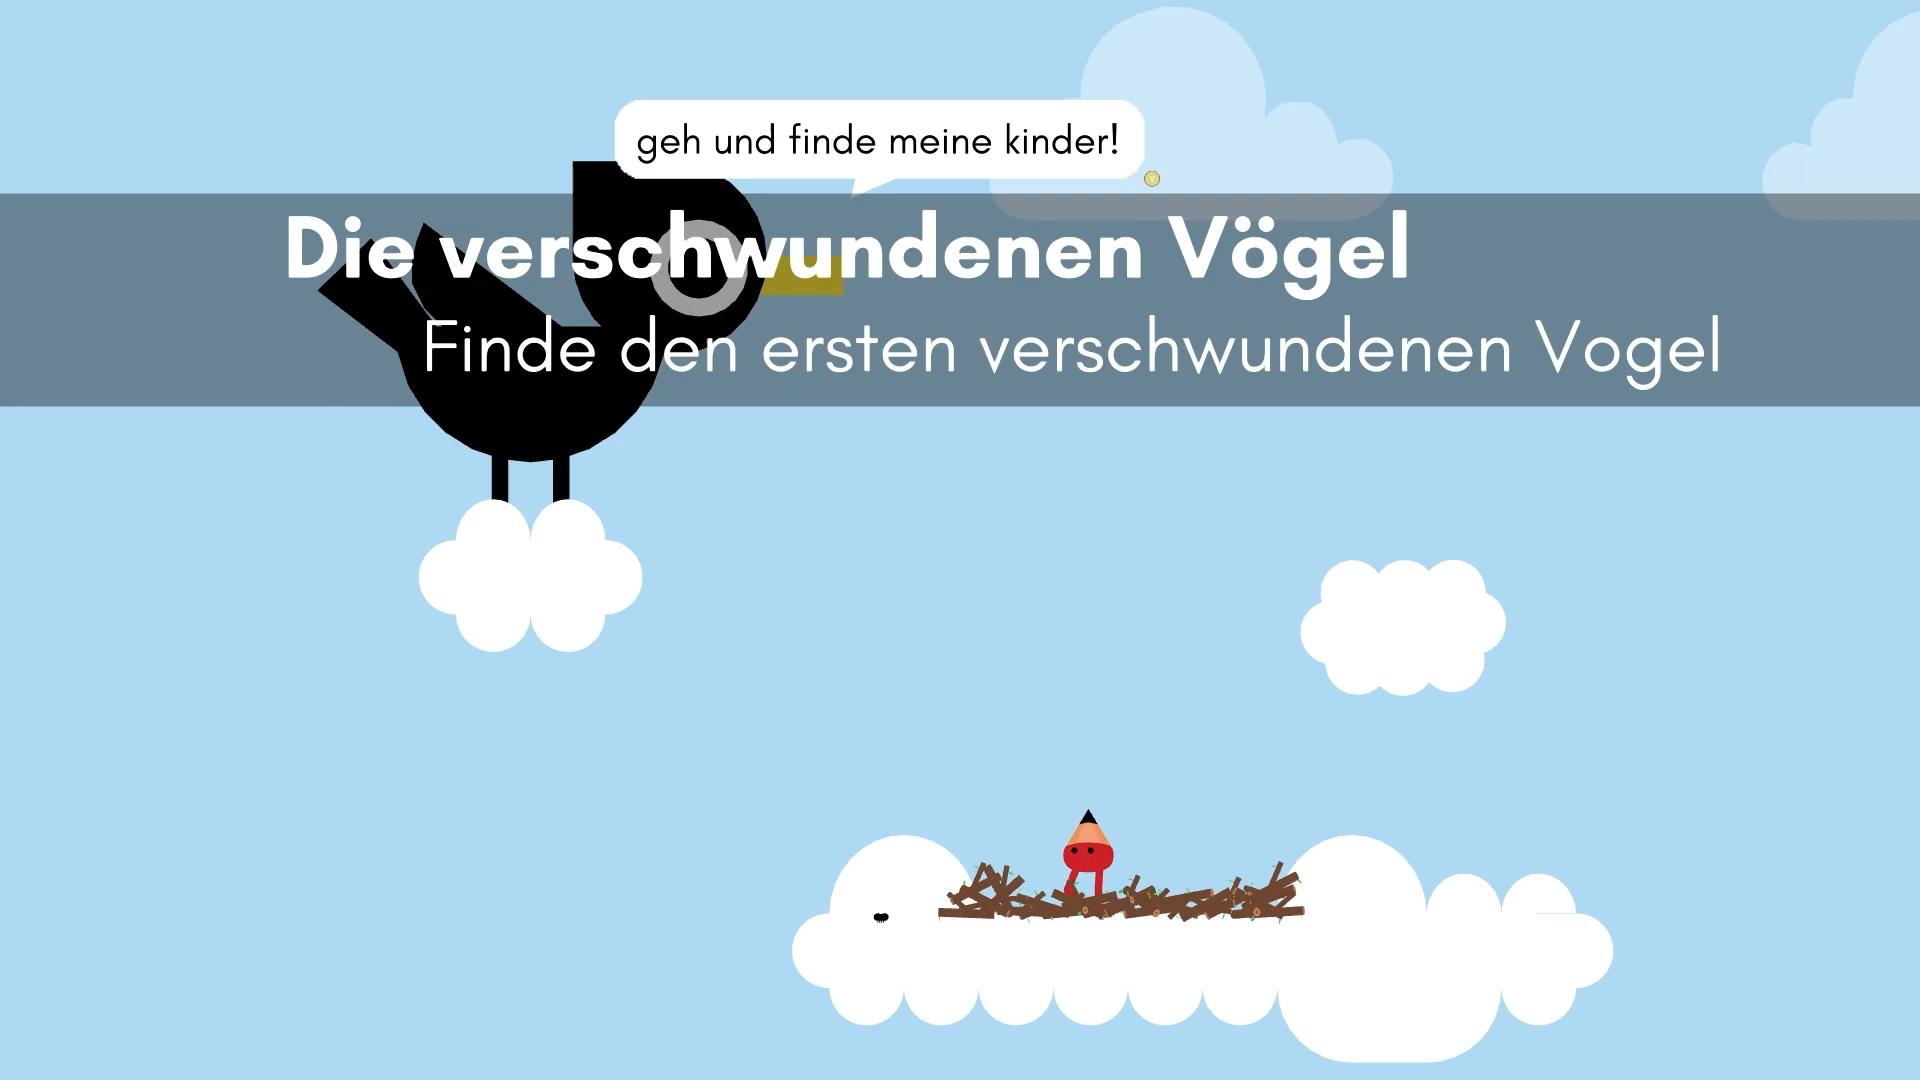 geh und finde meine kinder!
Y
Die verschwundenen Vögel
Finde den ersten verschwundenen Vogel